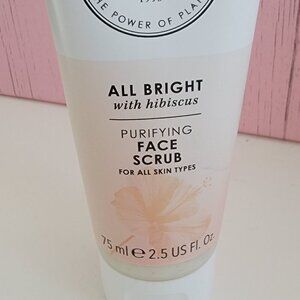 THE POWER OF
ALL BRIGHT
with hibiscus
PURIFYING
FACE
SCRUB
FOR ALL SKIN TYPES
75 ml e 2.5 US Fl. Oz.